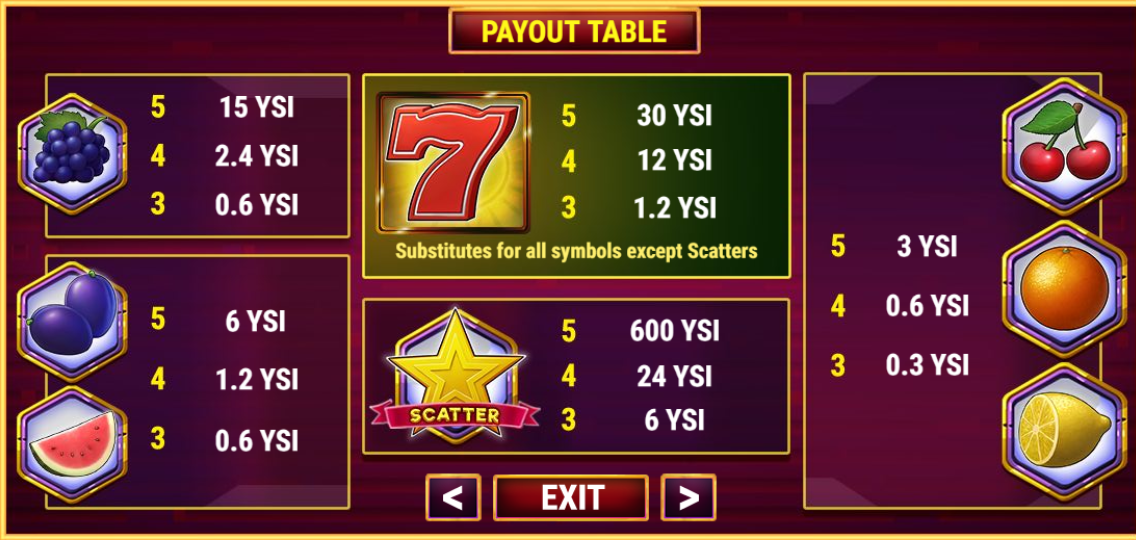 PAYOUT TABLE
5 15 YSI
4 2.4 YSI
3 0.6 YSI
5 6 YSI
4 1.2 YSI
3 0.6 YSI
7
5 30 YSI
4 12 YSI
3 1.2 YSI
Substitutes for all symbols except Scatters
SCATTER
5 600 YSI
4 24 YSI
3 6 YSI
5 3 YSI
4 0.6 YSI
3 0.3 YSI
< EXIT >